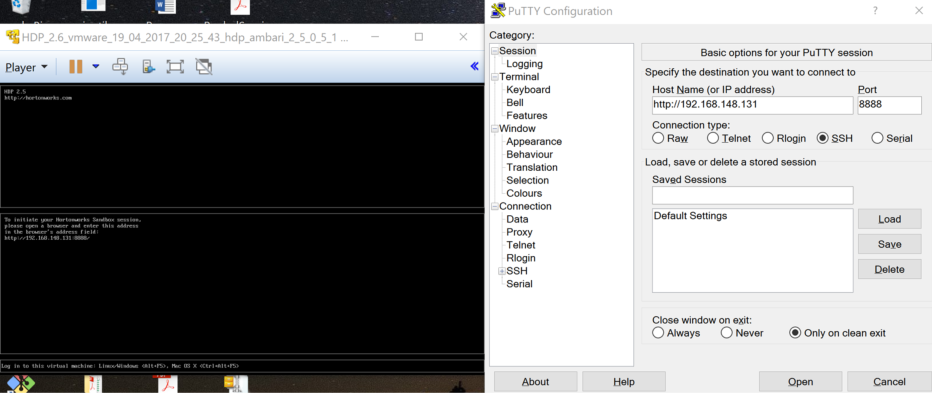 HDP_2.6_vmware_19_04_2017_20_25_43_hdp_ambari_2_5_0_5_1 ...
Player
HDP 2.5
http://hortonworks.com
To initiate your Hortonworks Sandbox session,
please open a browser and enter this address
in the browser's address field:
http://192.168.148.131:8888/
Log in to this virtual machine: Linux/Windows (Alt+F5), Mac OS X (Ctrl+Alt+F5)
PuTTY Configuration
?
Category:
Session
Logging
Terminal
Keyboard
Bell
Features
Window
Appearance
Behaviour
Translation
Selection
Colours
Connection
Data
Proxy
Telnet
Rlogin
SSH
Serial
Basic options for your PuTTY session
Specify the destination you want to connect to
Host Name (or IP address) Port
http://192.168.148.131 8888
Connection type:
Raw Telnet Rlogin SSH Serial
Load, save or delete a stored session
Saved Sessions
Default Settings
Load
Save
Delete
Close window on exit:
Always Never Only on clean exit
About Help Open Cancel